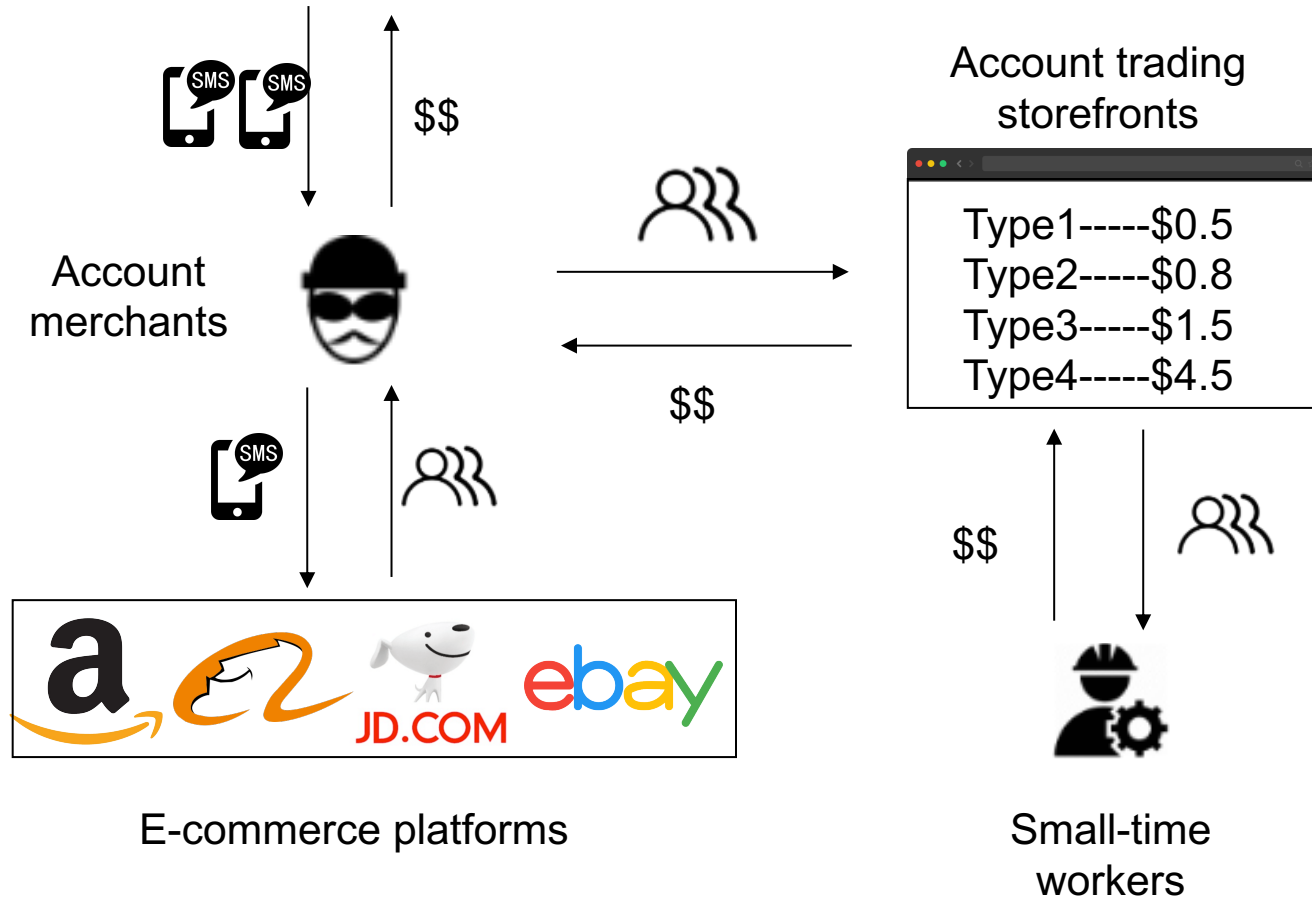 SMS
SMS
$$
Account trading
storefronts
Type1-----$0.5
Type2-----$0.8
Type3-----$1.5
Type4-----$4.5
Account
merchants
$$
SMS
$$
a
JD.COM
ebay
E-commerce platforms
Small-time
workers